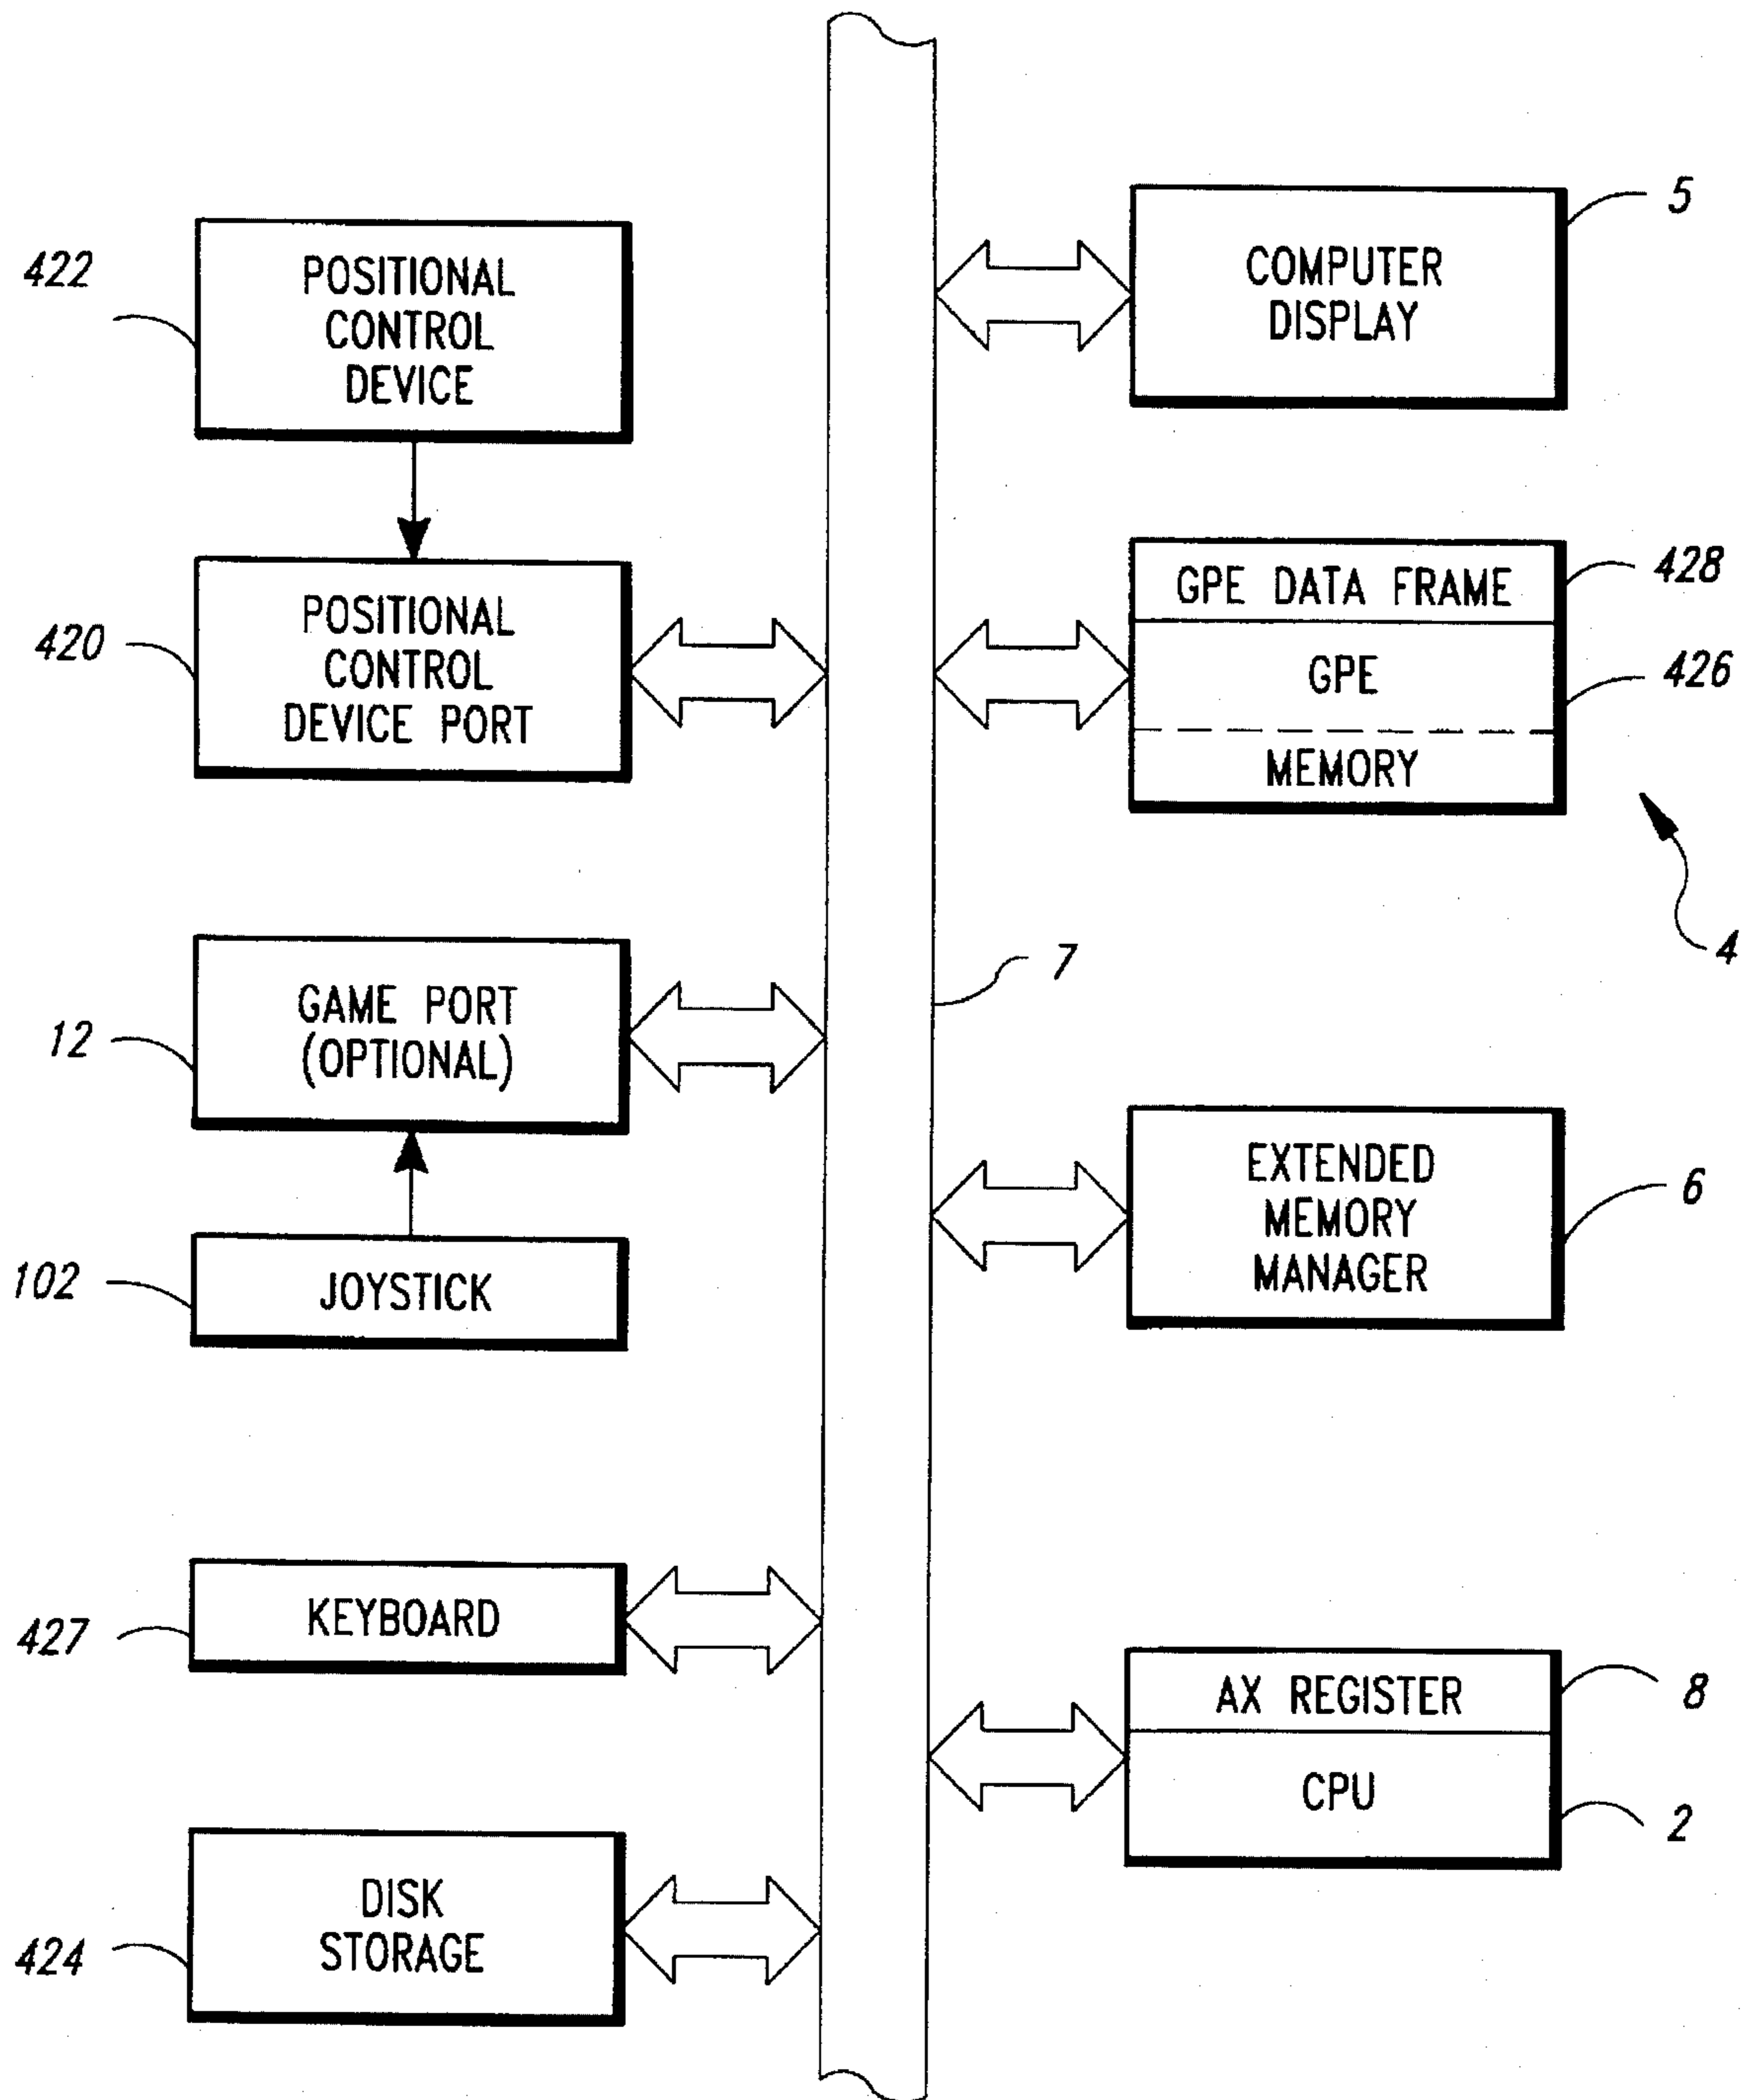 422
POSITIONAL
CONTROL
DEVICE
420
POSITIONAL
CONTROL
DEVICE PORT
12
GAME PORT
(OPTIONAL)
102
JOYSTICK
427
KEYBOARD
424
DISK
STORAGE
7
5
COMPUTER
DISPLAY
428
GPE DATA FRAME
426
GPE
MEMORY
4
6
EXTENDED
MEMORY
MANAGER
8
AX REGISTER
CPU
2